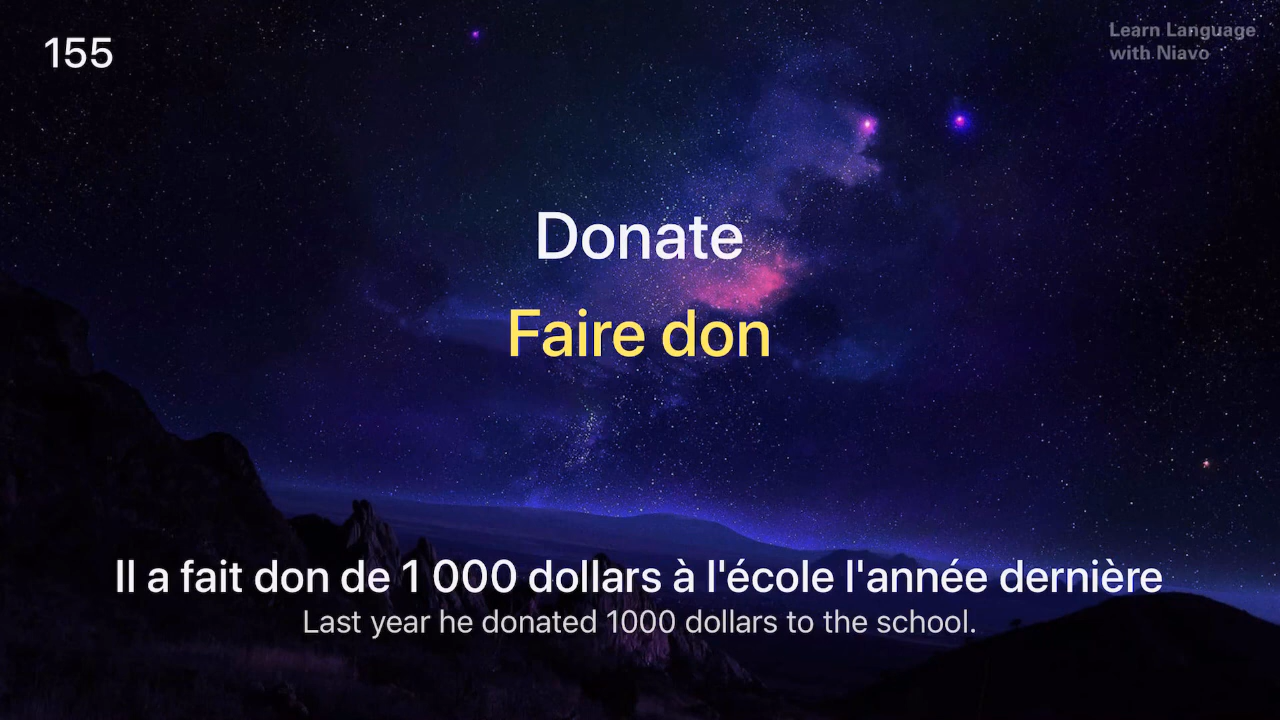 155
Learn Language
with Niavo
Donate
Faire don
Il a fait don de 1 000 dollars à l'école l'année dernière
Last year he donated 1000 dollars to the school.